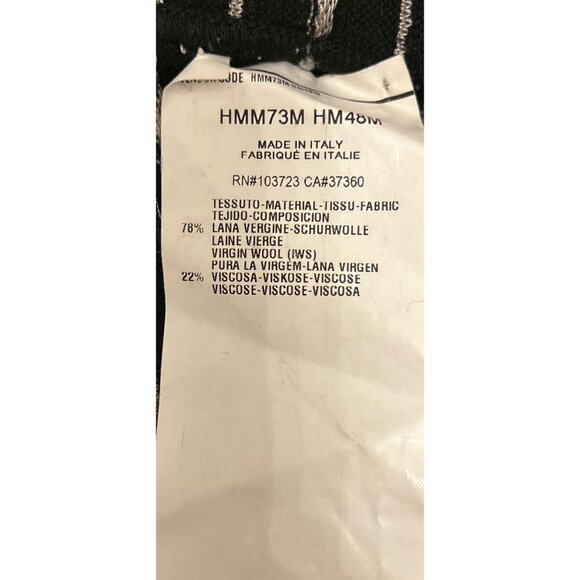 CODE HMM73M
HMM73M HM48M
MADE IN ITALY
FABRIQUÉ EN ITALIE
RN#103723 CA#37360
TESSUTO-MATERIAL-TISSU-FABRIC
TEJIDO-COMPOSICION
78% LANA VERGINE-SCHURWOLLE
LAINE VIERGE
VIRGIN WOOL (IWS)
PURA LA VIRGEM-LANA VIRGEN
22% VISCOSA-VISKOSE-VISCOSE
VISCOSE-VISCOSE-VISCOSA